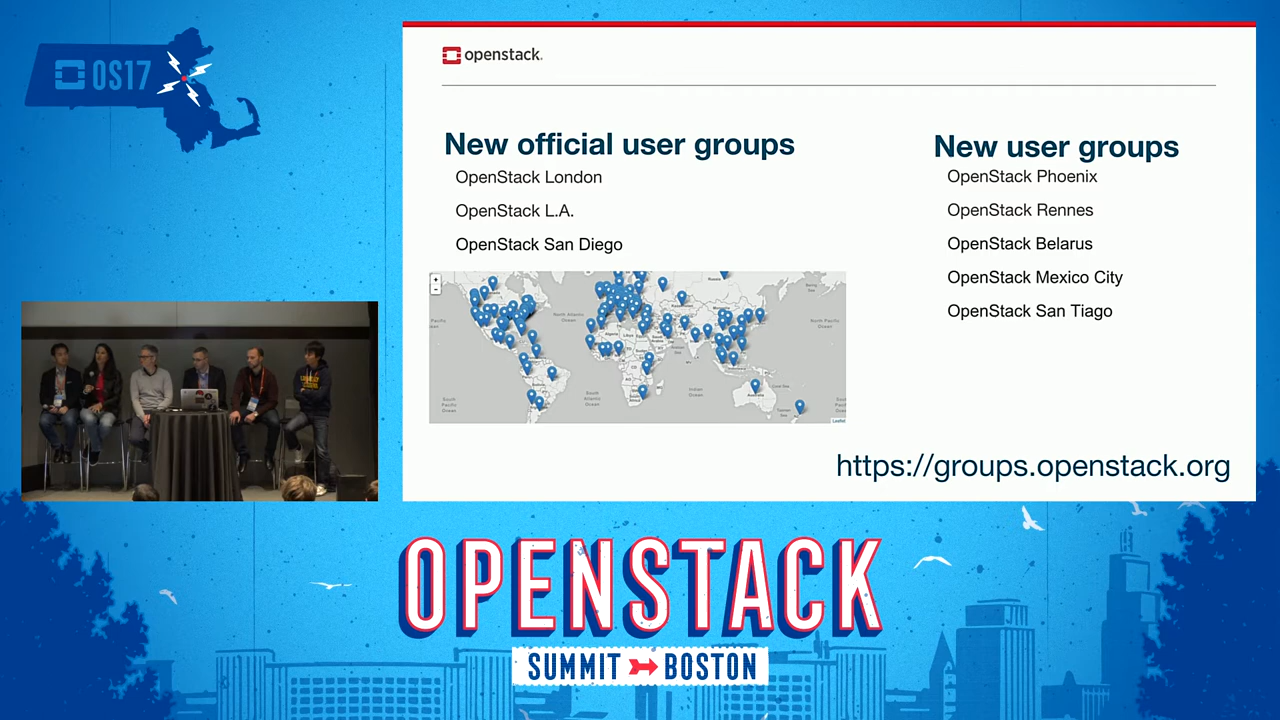 OS17
openstack.
New official user groups
OpenStack London
OpenStack L.A.
OpenStack San Diego
New user groups
OpenStack Phoenix
OpenStack Rennes
OpenStack Belarus
OpenStack Mexico City
OpenStack San Tiago
https://groups.openstack.org
OPENSTACK
SUMMIT BOSTON